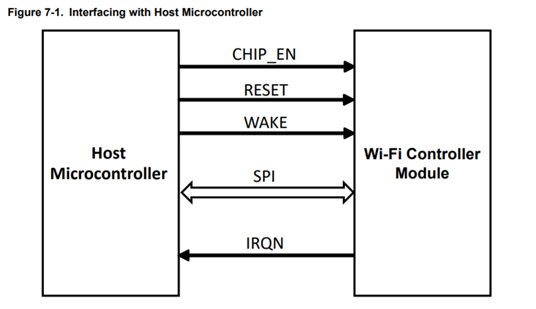 Figure 7-1. Interfacing with Host Microcontroller
CHIP_EN
RESET
WAKE
Host
Microcontroller
Wi-Fi Controller
Module
SPI
IRQN